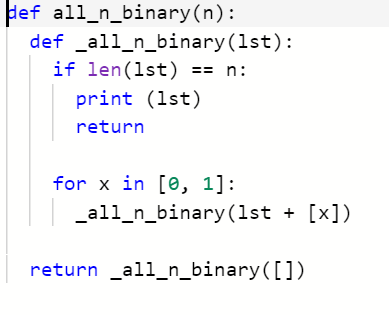 def all_n_binary(n):
  def _all_n_binary(lst):
    if len(lst) == n:
      print (lst)
      return

    for x in [0, 1]:
      _all_n_binary(lst + [x])

  return _all_n_binary([])